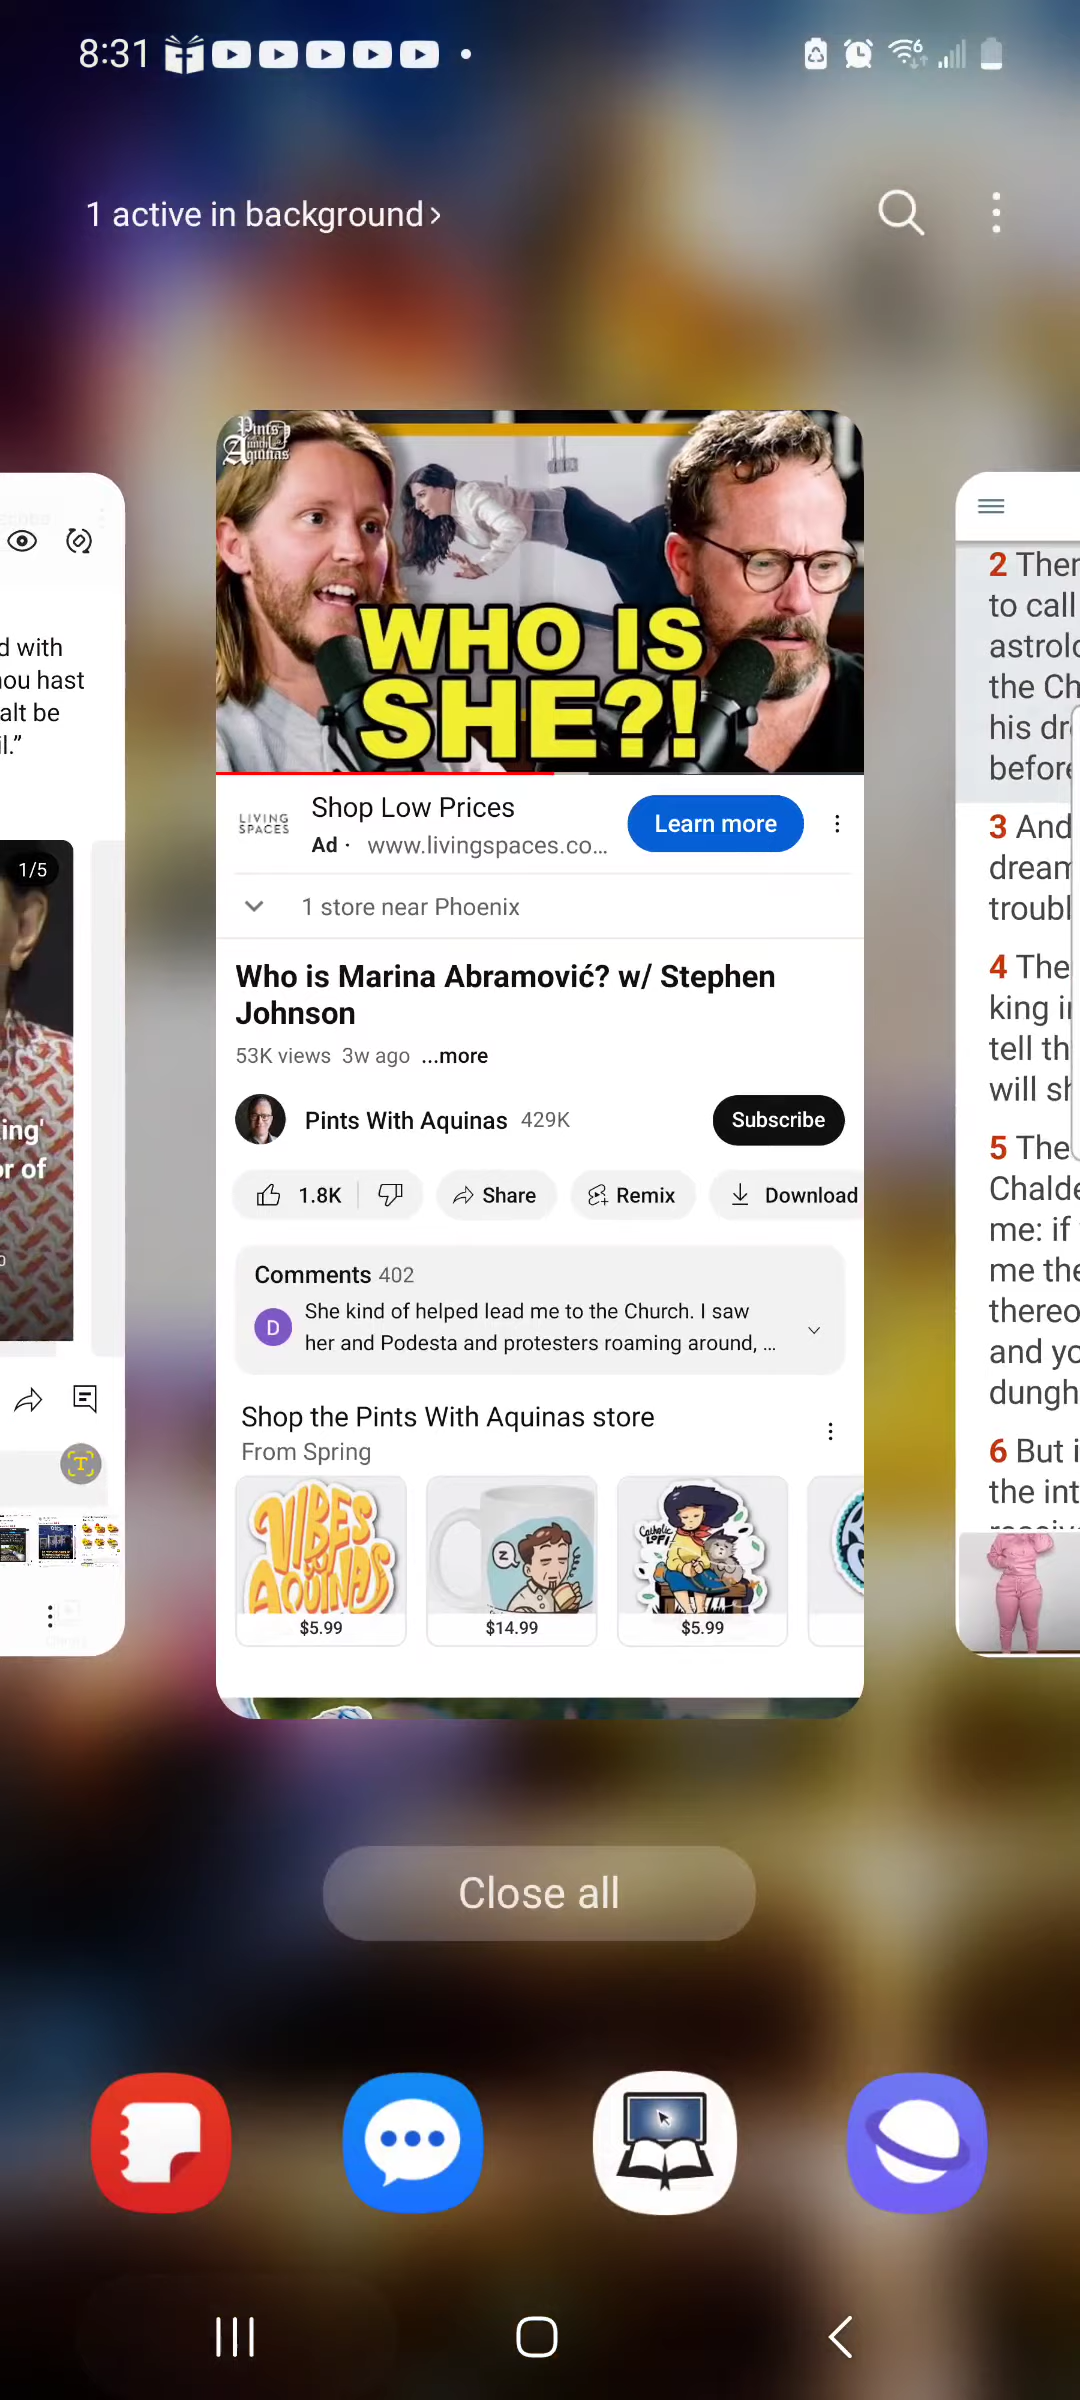 8:31
1 active in background >
Pints
with
Aquinas
WHO IS
SHE?!
LIVING
SPACES
Shop Low Prices
Ad · www.livingspaces.co...
Learn more
1 store near Phoenix
Who is Marina Abramović? w/ Stephen
Johnson
53K views 3w ago ...more
Pints With Aquinas 429K
Subscribe
1.8K
Share
Remix
Download
Comments 402
D
She kind of helped lead me to the Church. I saw
her and Podesta and protesters roaming around, ...
Shop the Pints With Aquinas store
From Spring
VIBES
AQUINAS
Z
Catholic
LOFI
$5.99
$14.99
$5.99
d with
ou hast
alt be
il.”
1/5
ing'
or of
T
2 Ther
to call
astrolo
the Ch
his dr
before
3 And
dream
troubl
4 The
king i
tell th
will sh
5 The
Chalde
me: if
me the
thereo
and yo
dungh
6 But i
the int
Close all